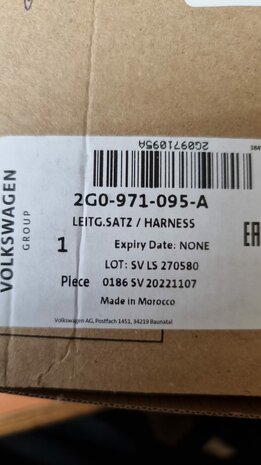 2G0971095A
2G0-971-095-A
LEITG.SATZ / HARNESS
VOLKSWAGEN
GROUP
1
Expiry Date: NONE
EAC
LOT: SV LS 270580
Piece
0186 SV 20221107
Made in Morocco
Volkswagen AG, Postfach 1451, 34219 Baunatal